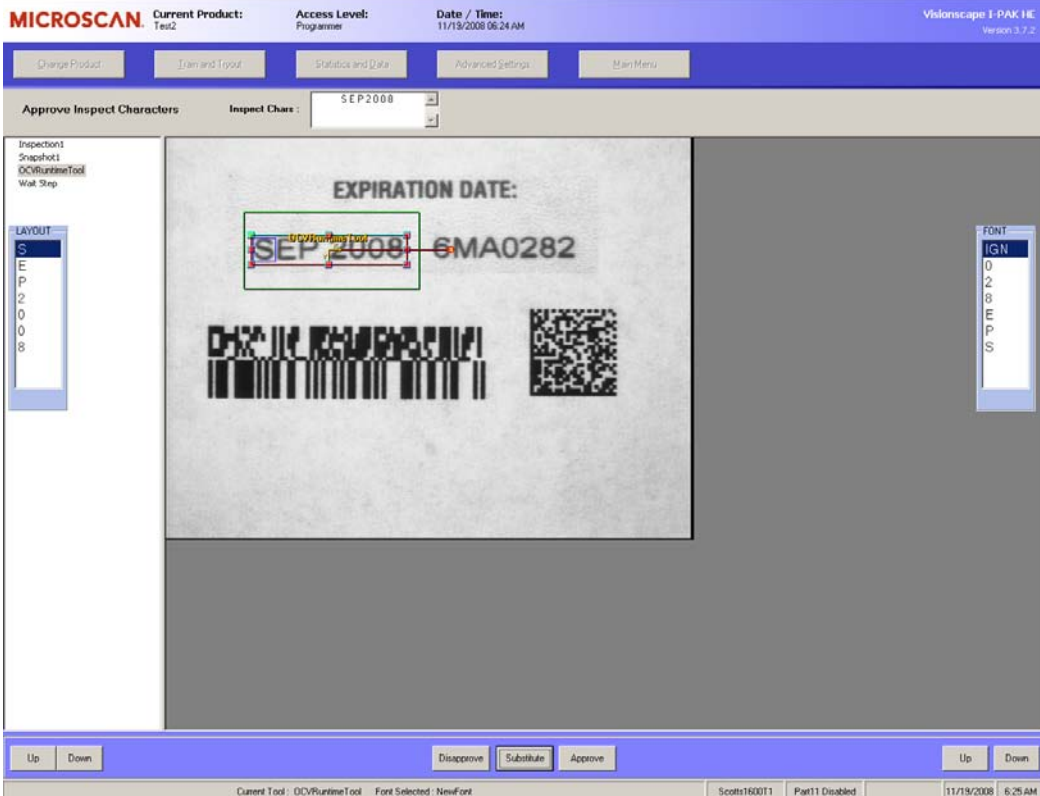 MICROSCAN.
Current Product:
Test2
Access Level:
Programmer
Date / Time:
11/19/2008 06:24 AM
Visionscape I-PAK HE
Version 3.7.2
Change Product
Train and Tryout
Statistics and Data
Advanced Settings
Main Menu
Approve Inspect Characters
Inspect Chars :
SEP2008
Inspection1
Snapshot1
OCVRuntimeTool
Wait Step
LAYOUT
S
E
P
2
0
0
8
EXPIRATION DATE:
OCVRuntimeTool
SEP 2008 6MA0282
FONT
IGN
0
2
8
E
P
S
Up
Down
Disapprove
Substitute
Approve
Up
Down
Current Tool : OCVRuntimeTool Font Selected : NewFont
Scotts1600T1
Part11 Disabled
11/19/2008
6:25 AM